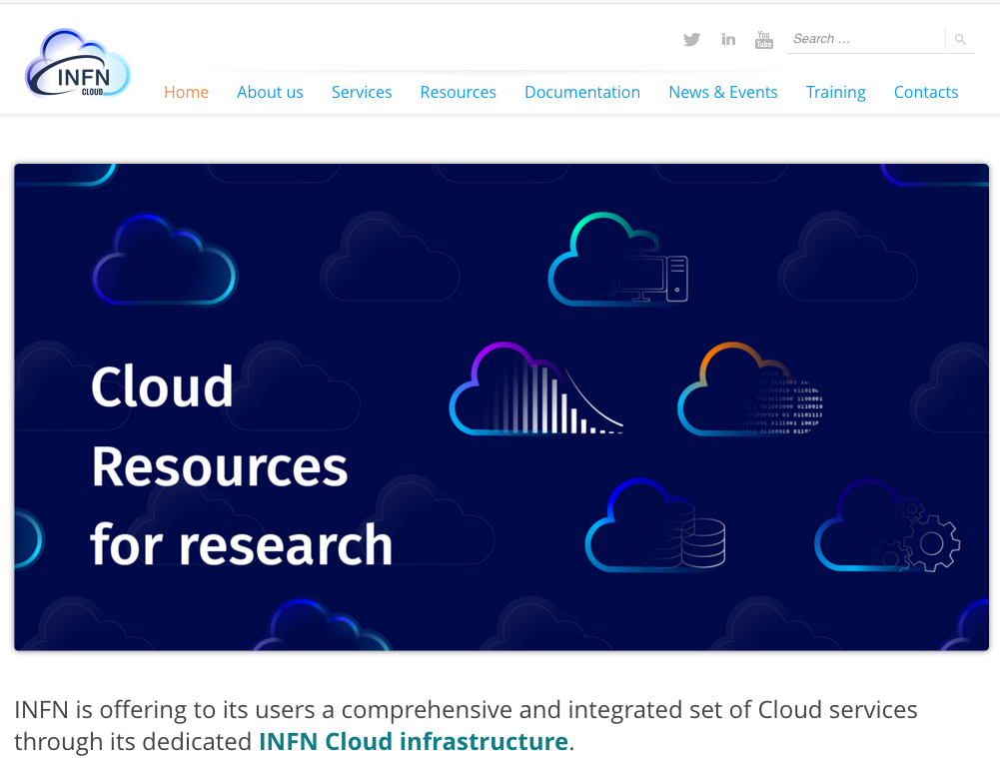 INFN
CLOUD
You
Tube
Search ...
Home About us Services Resources Documentation News & Events Training Contacts
Cloud
Resources
for research
INFN is offering to its users a comprehensive and integrated set of Cloud services
through its dedicated INFN Cloud infrastructure.